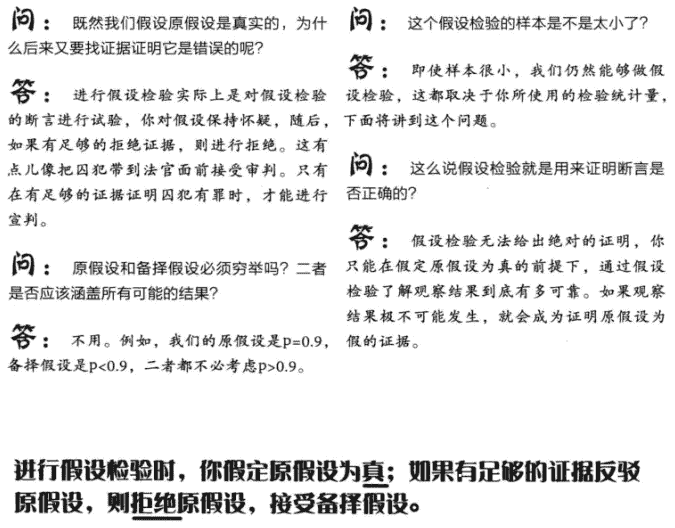 问： 既然我们假设原假设是真实的，为什
么后来又要找证据证明它是错误的呢？
答： 进行假设检验实际上是对假设检验
的断言进行试验，你对假设保持怀疑，随后，
如果有足够的拒绝证据，则进行拒绝。这有
点儿像把囚犯带到法官面前接受审判。只有
在有足够的证据证明囚犯有罪时，才能进行
宣判。
问： 原假设和备择假设必须穷举吗？二者
是否应该涵盖所有可能的结果？
答： 不用。例如，我们的原假设是p=0.9，
备择假设是p<0.9，二者都不必考虑p>0.9。
问： 这个假设检验的样本是不是太小了？
答： 即使样本很小，我们仍然能够做假
设检验，这都取决于你所使用的检验统计量，
下面将讲到这个问题。
问： 这么说假设检验就是用来证明断言是
否正确的？
答： 假设检验无法给出绝对的证明，你
只能在假定原假设为真的前提下，通过假设
检验了解观察结果到底有多可靠。如果观察
结果极不可能发生，就会成为证明原假设为
假的证据。
进行假设检验时，你假定原假设为真；如果有足够的证据反驳
原假设，则拒绝原假设，接受备择假设。